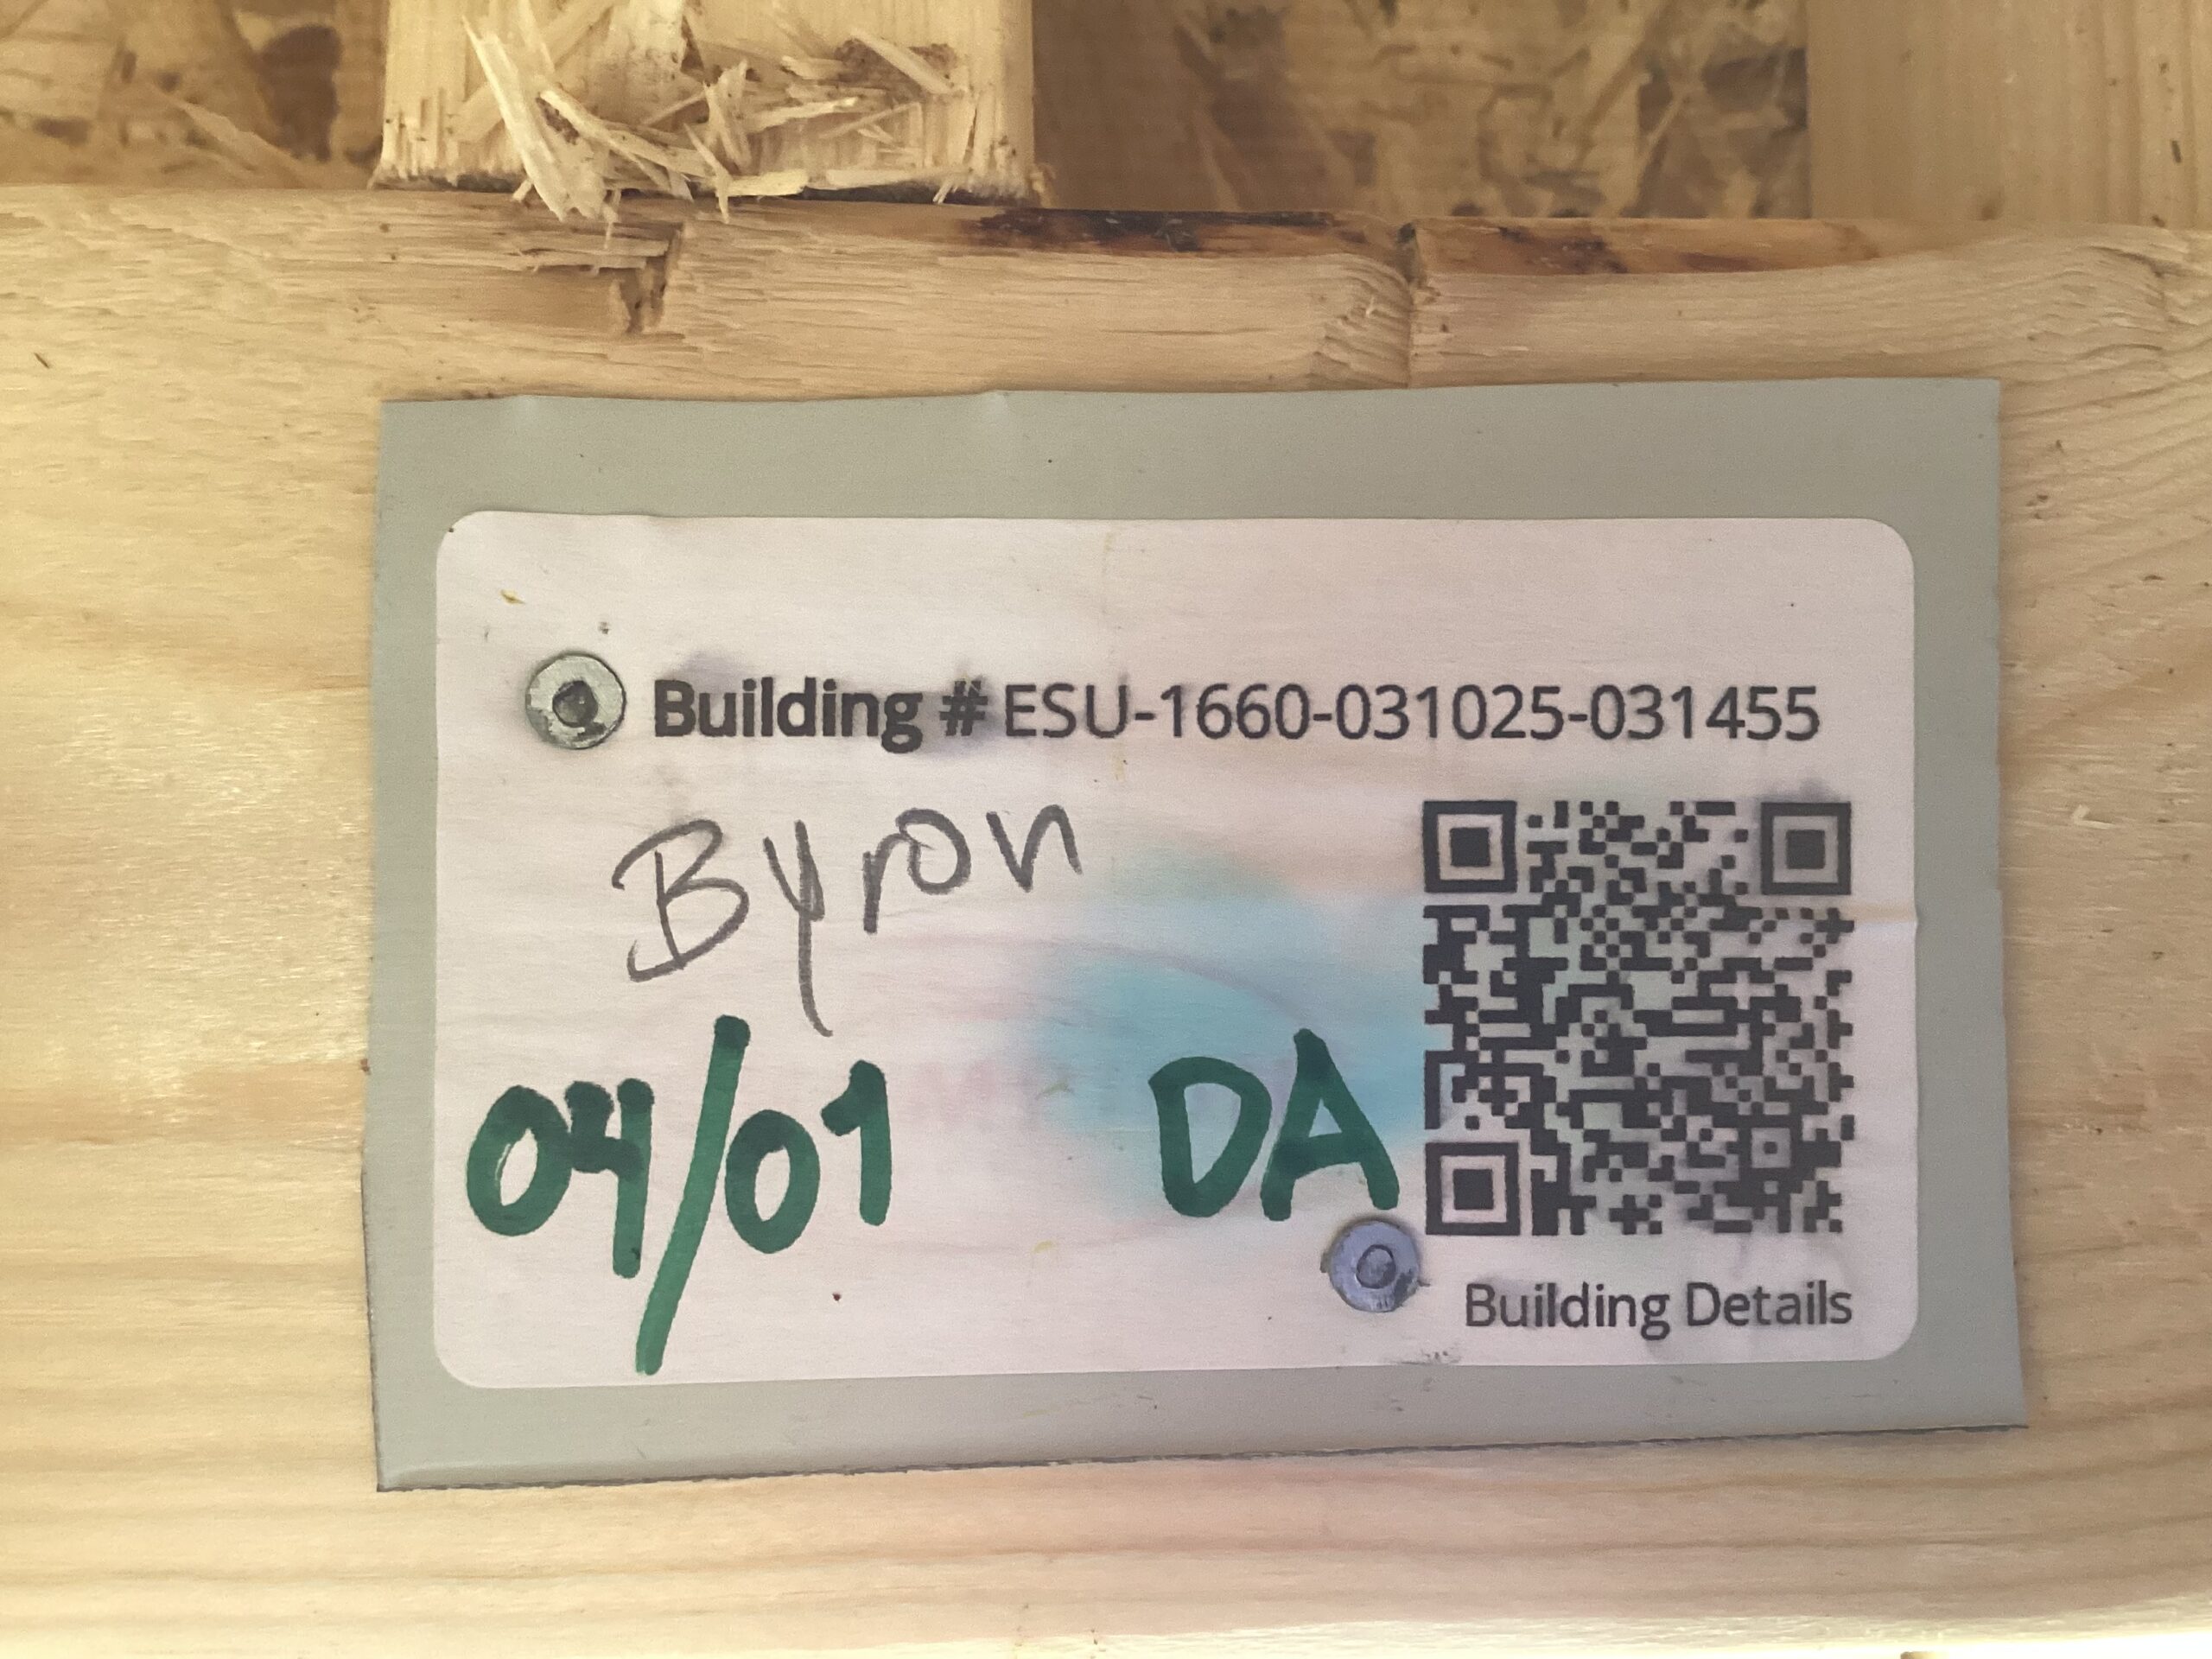 Building # ESU-1660-031025-031455
Byron
04/01 DA
Building Details